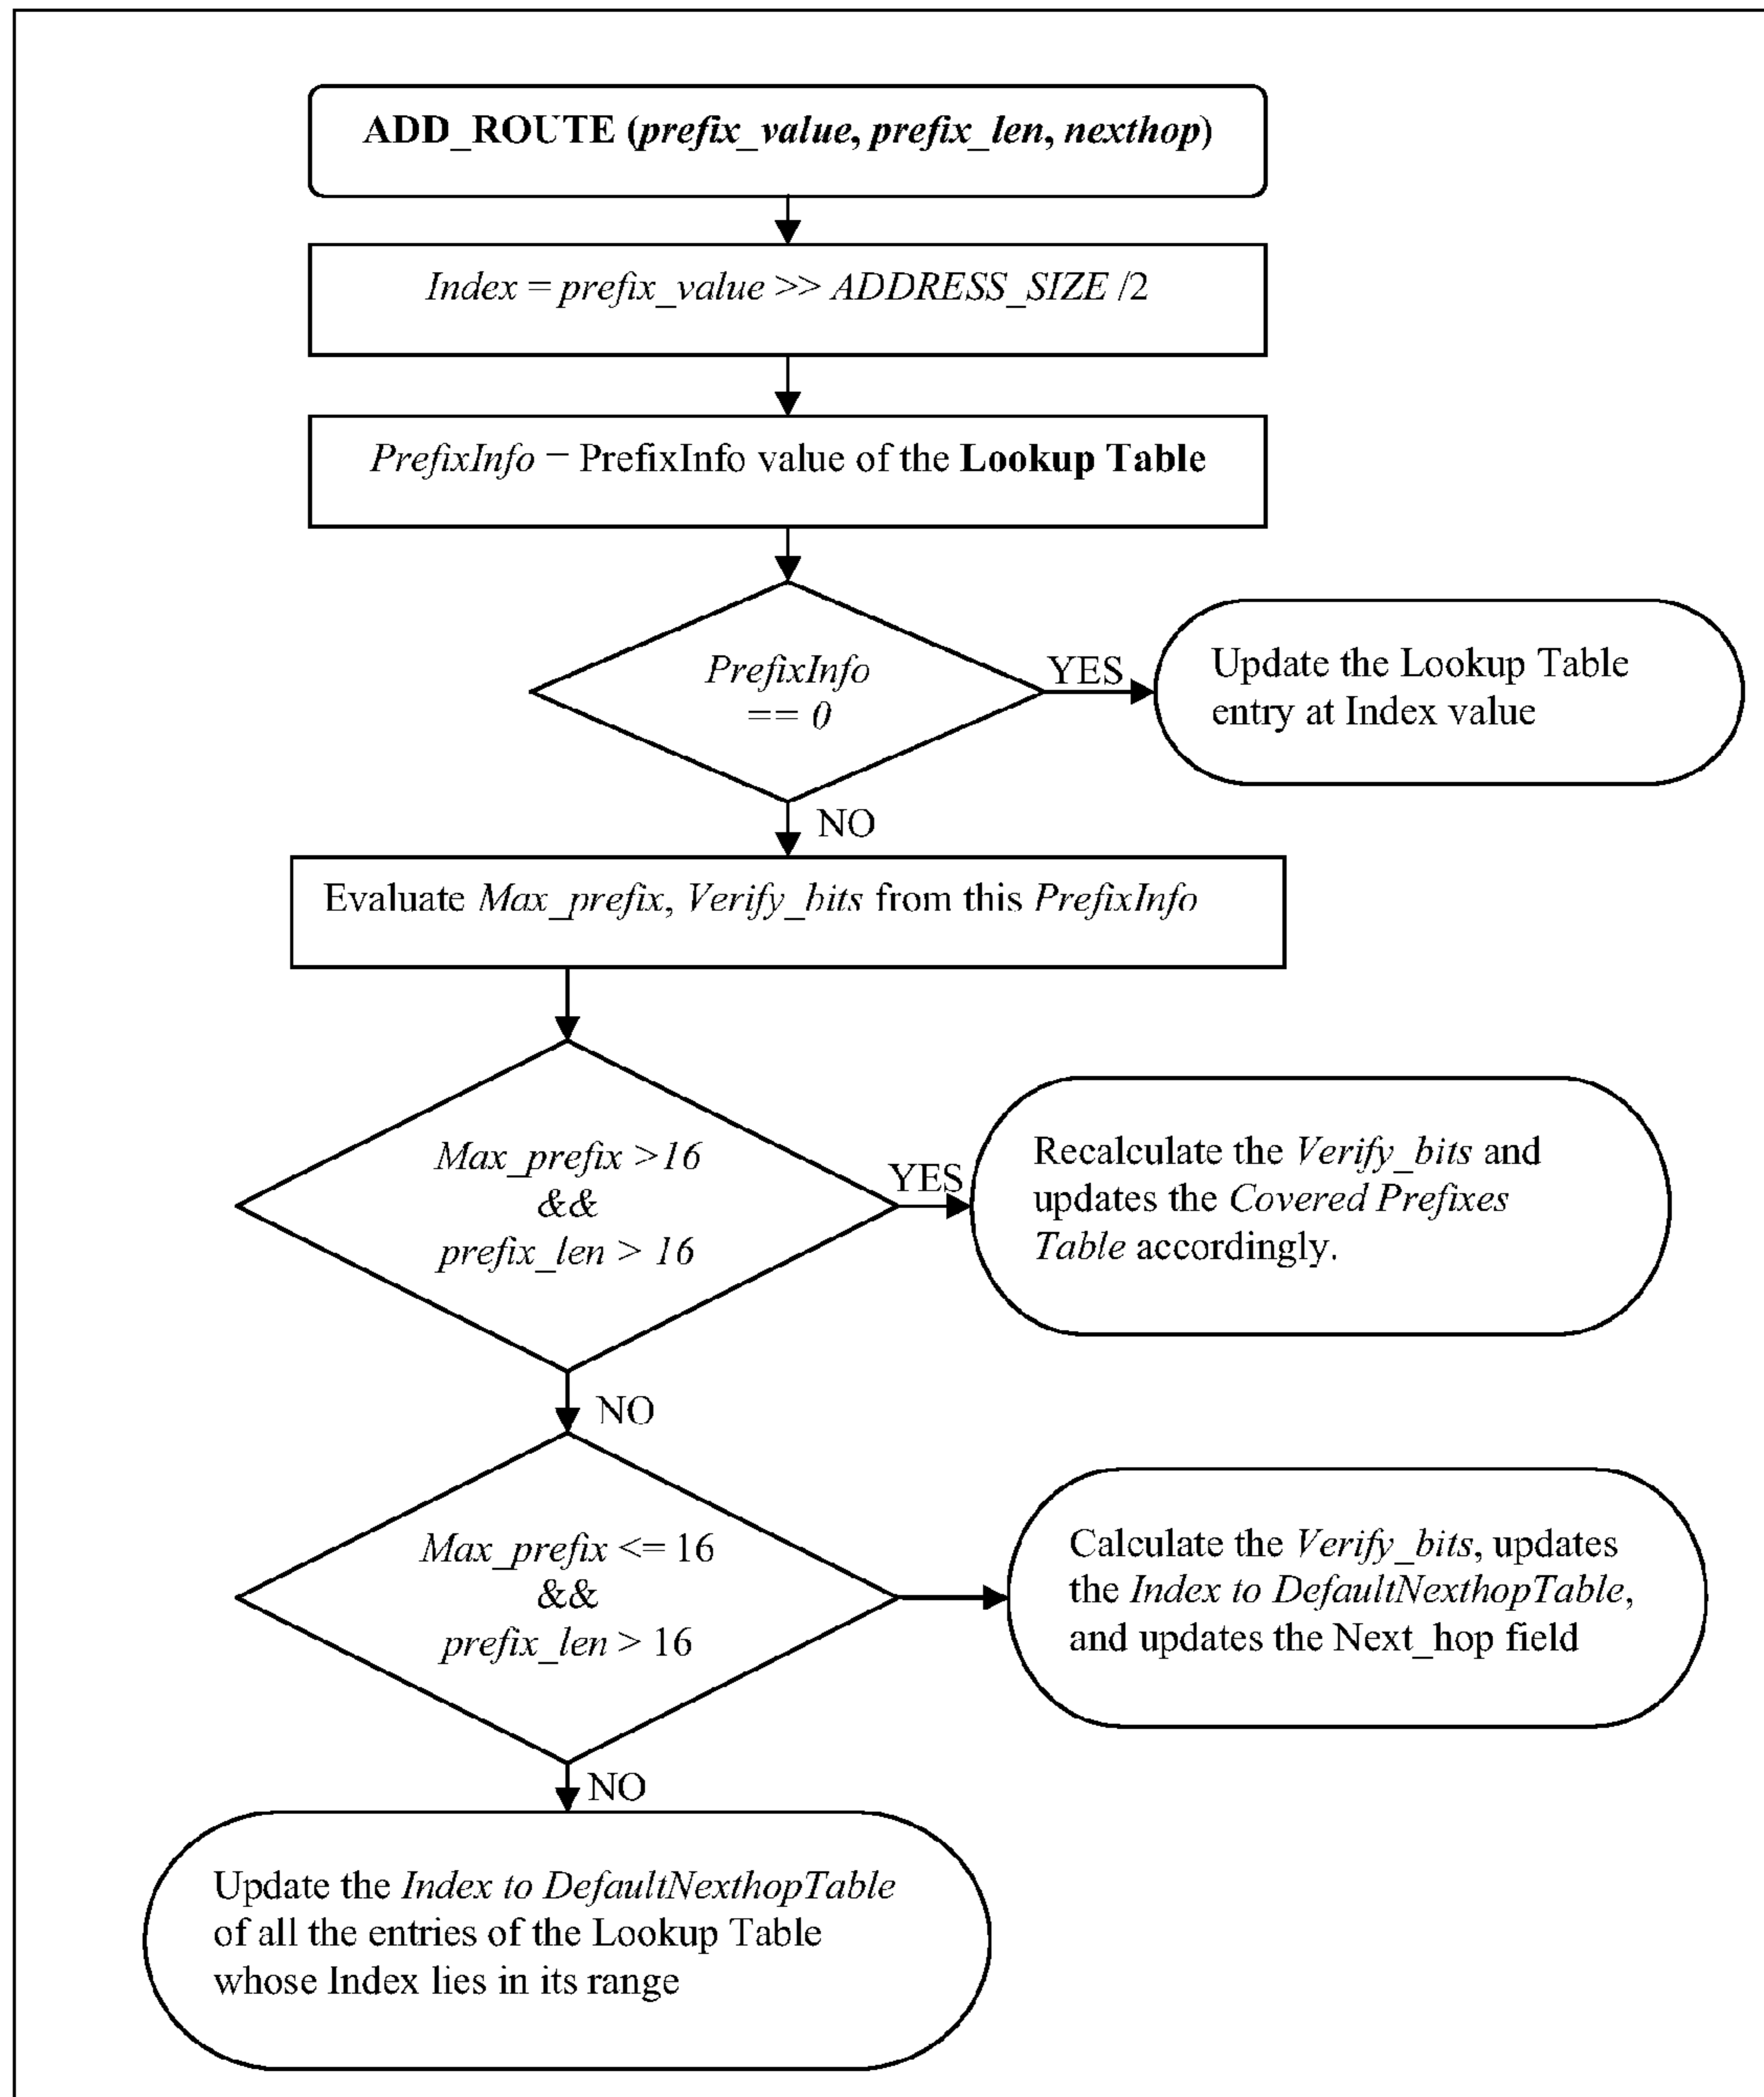 ADD_ROUTE (prefix_value, prefix_len, nexthop)
Index = prefix_value >> ADDRESS_SIZE /2
PrefixInfo = PrefixInfo value of the Lookup Table
PrefixInfo
== 0
YES
Update the Lookup Table
entry at Index value
NO
Evaluate Max_prefix, Verify_bits from this PrefixInfo
Max_prefix >16
&&
prefix_len > 16
YES
Recalculate the Verify_bits and
updates the Covered Prefixes
Table accordingly.
NO
Max_prefix <= 16
&&
prefix_len > 16
Calculate the Verify_bits, updates
the Index to DefaultNexthopTable,
and updates the Next_hop field
NO
Update the Index to DefaultNexthopTable
of all the entries of the Lookup Table
whose Index lies in its range